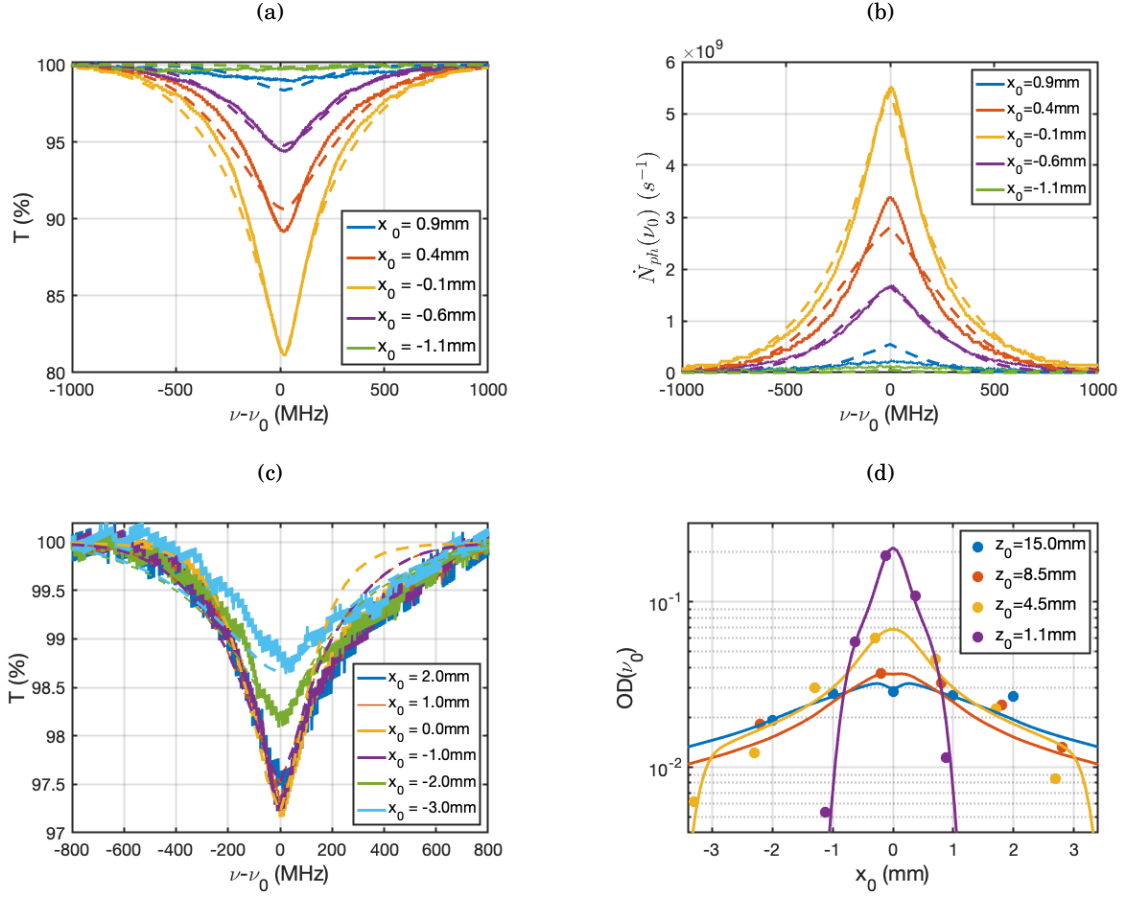 (a)
100
95
90
85
80
T (%)
-1000
-500
0
500
1000
ν-ν0 (MHz)
x 0= 0.9mm
x 0= 0.4mm
x 0 = -0.1mm
x 0 = -0.6mm
x 0 = -1.1mm
(b)
×10^9
6
5
4
3
2
1
0
Ṅph(ν0) (s−1)
-1000
-500
0
500
1000
ν-ν0 (MHz)
x0=0.9mm
x0=0.4mm
x0=-0.1mm
x0=-0.6mm
x0=-1.1mm
(c)
100
99.5
99
98.5
98
97.5
97
T (%)
-800
-600
-400
-200
0
200
400
600
800
ν-ν0 (MHz)
x0 = 2.0mm
x0 = 1.0mm
x0 = 0.0mm
x0 = -1.0mm
x0 = -2.0mm
x0 = -3.0mm
(d)
10-1
10-2
OD(ν0)
-3
-2
-1
0
1
2
3
x0 (mm)
z0=15.0mm
z0=8.5mm
z0=4.5mm
z0=1.1mm